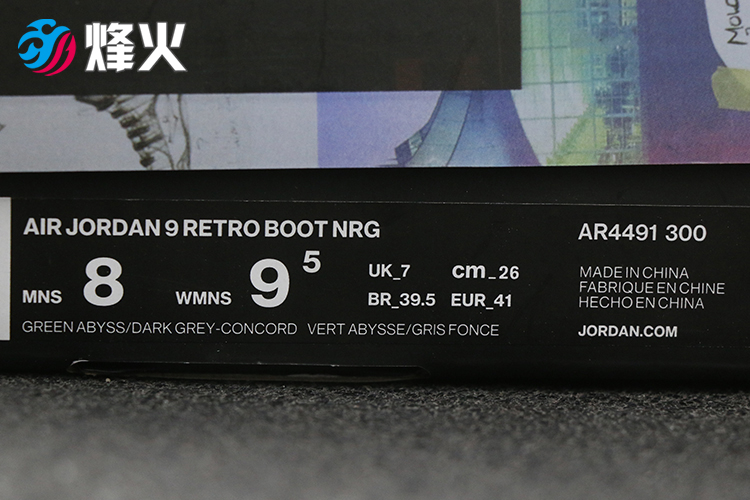 烽火
AIR JORDAN 9 RETRO BOOT NRG
AR4491 300
MNS 8 WMNS 9 5
UK_7 cm_26
BR_39.5 EUR_41
MADE IN CHINA
FABRIQUE EN CHINE
HECHO EN CHINA
GREEN ABYSS/DARK GREY-CONCORD VERT ABYSSE/GRIS FONCE
JORDAN.COM